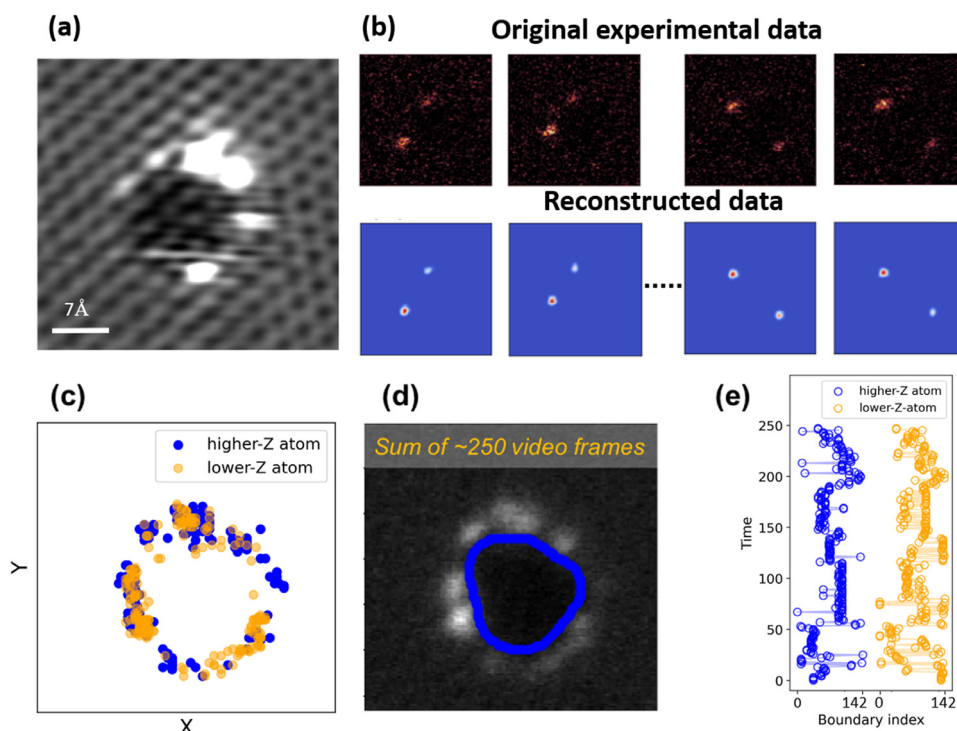 (a)
7Å
(b)
Original experimental data
Reconstructed data
(c)
higher-Z atom
lower-Z atom
Y
X
(d)
Sum of ~250 video frames
(e)
higher-Z atom
lower-Z-atom
Time
250
200
150
100
50
0
0
142
0
142
Boundary index